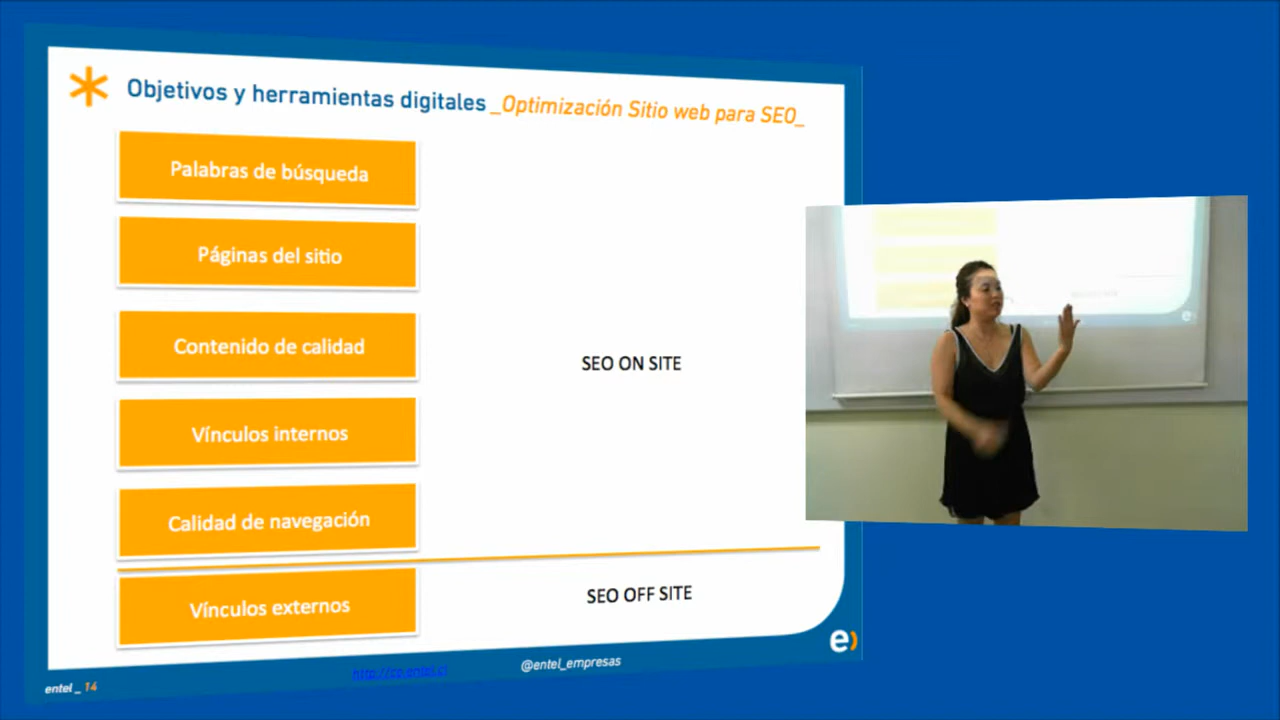 Objetivos y herramientas digitales _Optimización Sitio web para SEO_
Palabras de búsqueda
Páginas del sitio
Contenido de calidad
SEO ON SITE
Vínculos internos
Calidad de navegación
Vínculos externos
SEO OFF SITE
e)
entel _ 14
@entel_empresas